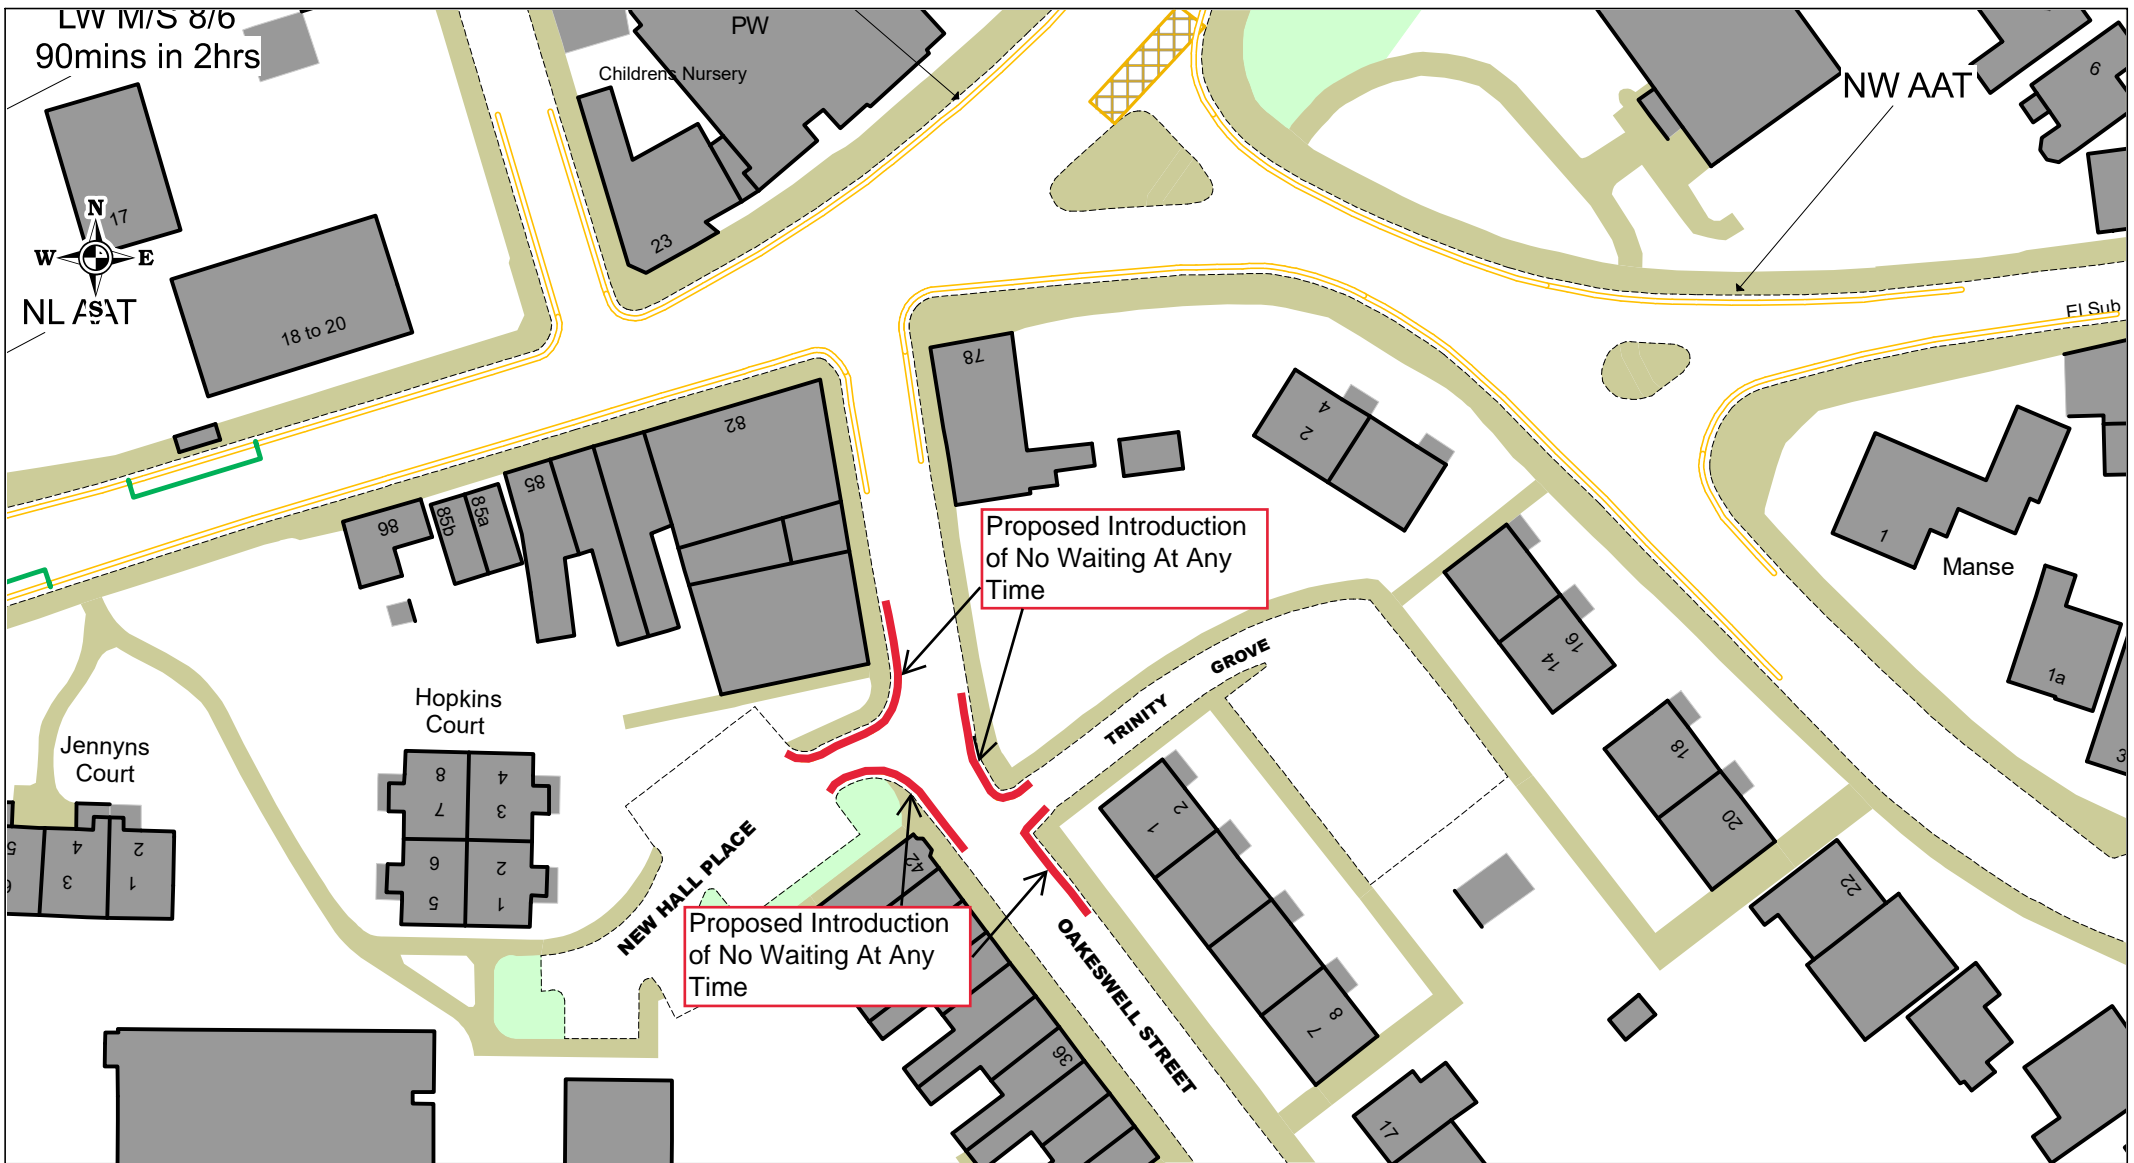 LW M/S 8/6
90mins in 2hrs
PW
Childrens Nursery
NW AAT
6
17
N
W E
S
NL AAT
18 to 20
23
El Sub
78
82
4
2
85
85a
85b
86
1
Manse
Proposed Introduction
of No Waiting At Any
Time
TRINITY GROVE
16
14
1a
3
Hopkins
Court
Jennyns
Court
8
4
7
3
6
2
5
1
5
4
2
6
3
1
2
1
18
20
22
42
NEW HALL PLACE
Proposed Introduction
of No Waiting At Any
Time
OAKESWELL STREET
8
7
36
17